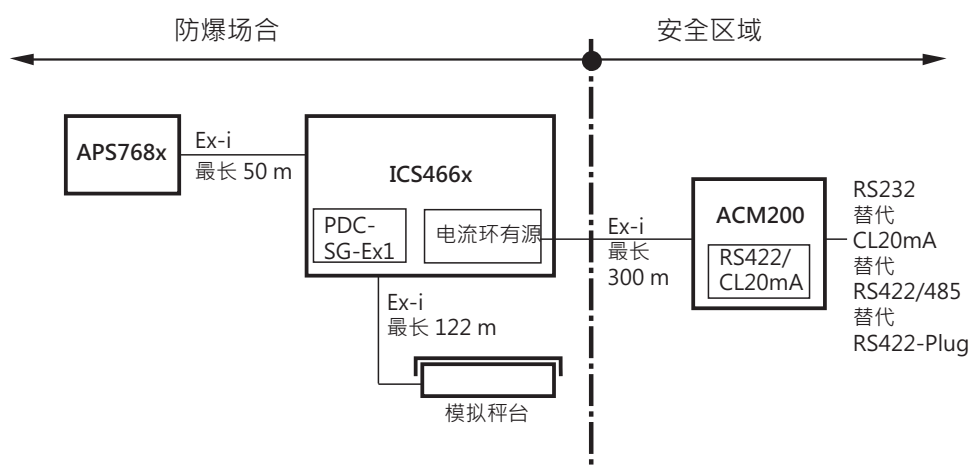 防爆场合
安全区域
APS768x
Ex-i
最长 50 m
ICS466x
PDC-
SG-Ex1
电流环有源
Ex-i
最长
300 m
ACM200
RS422/
CL20mA
RS232
替代
CL20mA
替代
RS422/485
替代
RS422-Plug
Ex-i
最长 122 m
模拟秤台